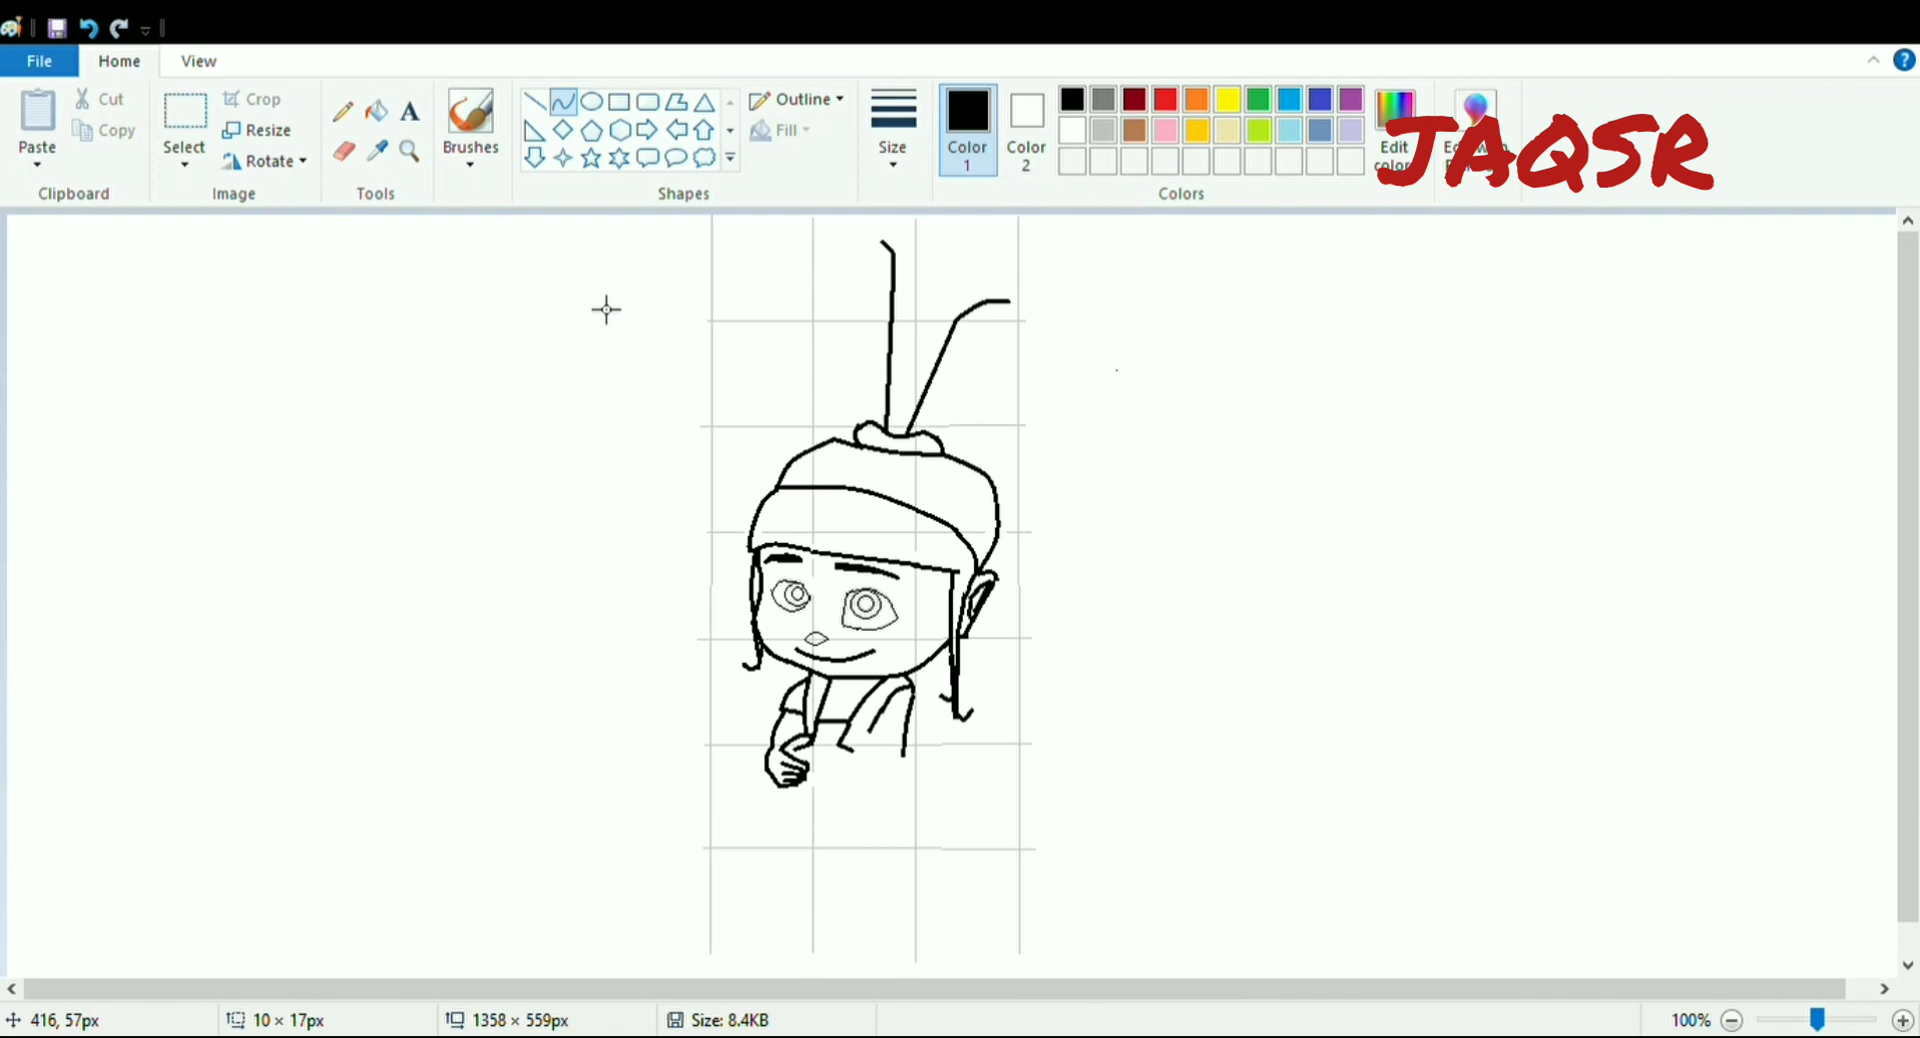 File Home View
Cut
Copy
Paste
Clipboard
Crop
Resize
Rotate
Select
Image
A
Tools
Brushes
Shapes
Outline
Fill
Size
Color
1
Color
2
Colors
Edit
JAQSR
416, 57px
10 × 17px
1358 × 559px
Size: 8.4KB
100%